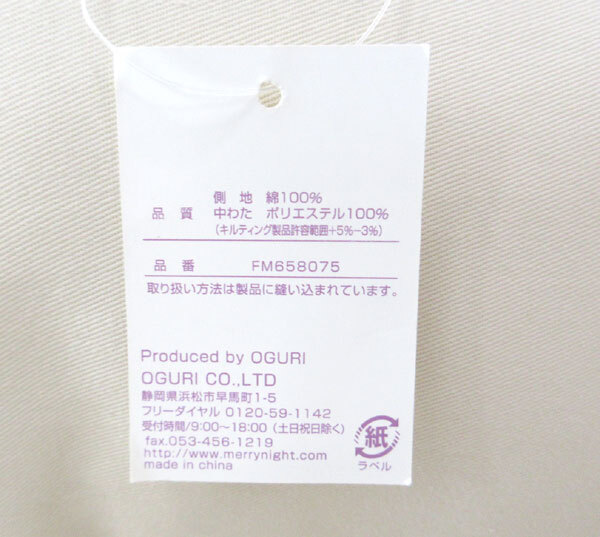 側 地 綿100%
品 質 中わた ポリエステル100%
(キルティング製品許容範囲+5%-3%)
品 番 FM658075
取り扱い方法は製品に縫い込まれています。
Produced by OGURI
OGURI CO.,LTD
静岡県浜松市早馬町1-5
フリーダイヤル 0120-59-1142
受付時間/9:00〜18:00(土日祝日除く)
fax.053-456-1219
http://www.merrynight.com
made in china
紙
ラベル